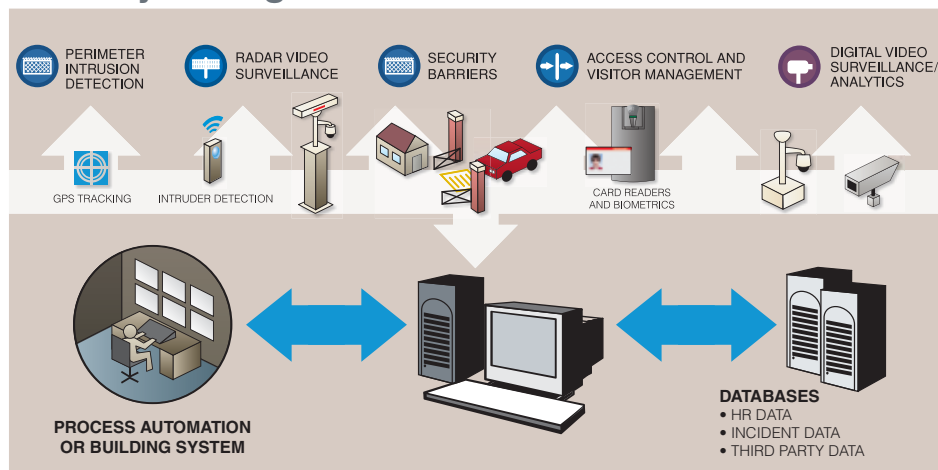 PERIMETER
INTRUSION
DETECTION
RADAR VIDEO
SURVEILLANCE
SECURITY
BARRIERS
ACCESS CONTROL AND
VISITOR MANAGEMENT
DIGITAL VIDEO
SURVEILLANCE/
ANALYTICS
GPS TRACKING
INTRUDER DETECTION
CARD READERS
AND BIOMETRICS
PROCESS AUTOMATION
OR BUILDING SYSTEM
DATABASES
• HR DATA
• INCIDENT DATA
• THIRD PARTY DATA